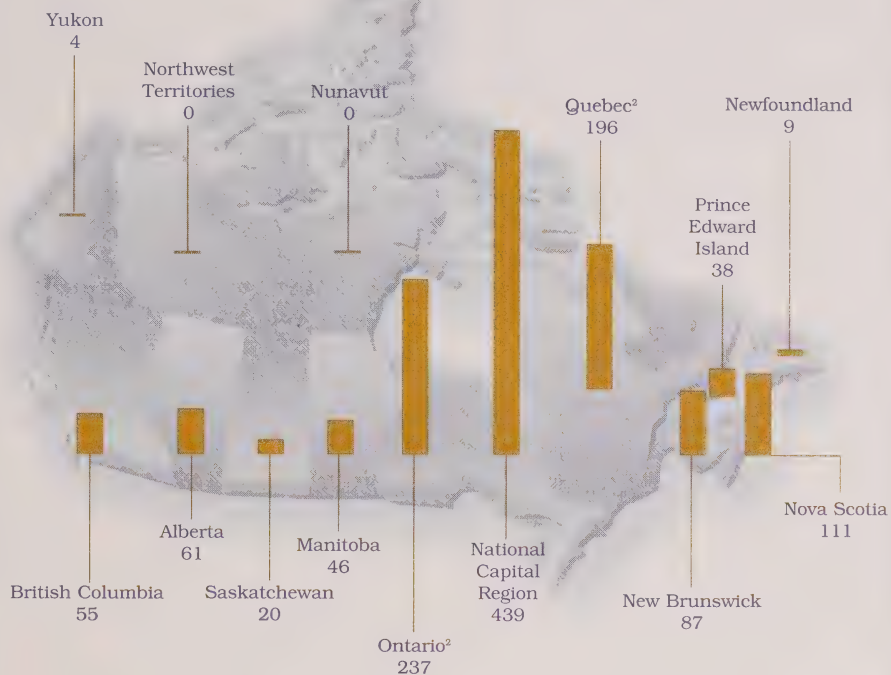 Yukon
4
Northwest
Territories
0
Nunavut
0
Quebec²
196
Newfoundland
9
Prince
Edward
Island
38
Nova Scotia
111
Alberta
61
Manitoba
46
National
Capital
Region
439
British Columbia
55
Saskatchewan
20
New Brunswick
87
Ontario²
237